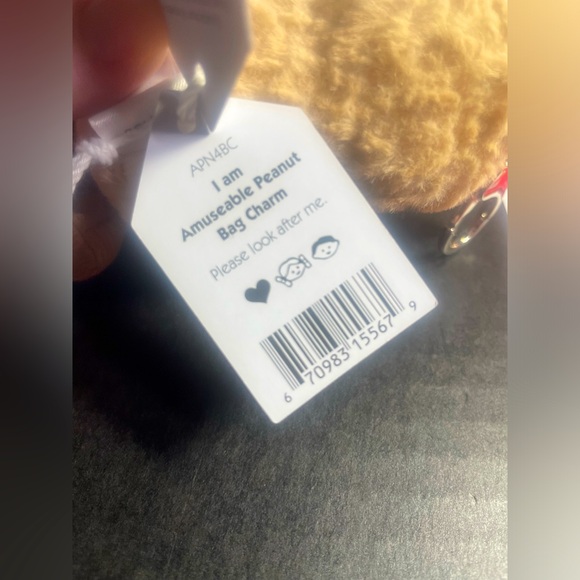 APN4BC
I am
Amuseable Peanut
Bag Charm
Please look after me.
6 70983 15567 9